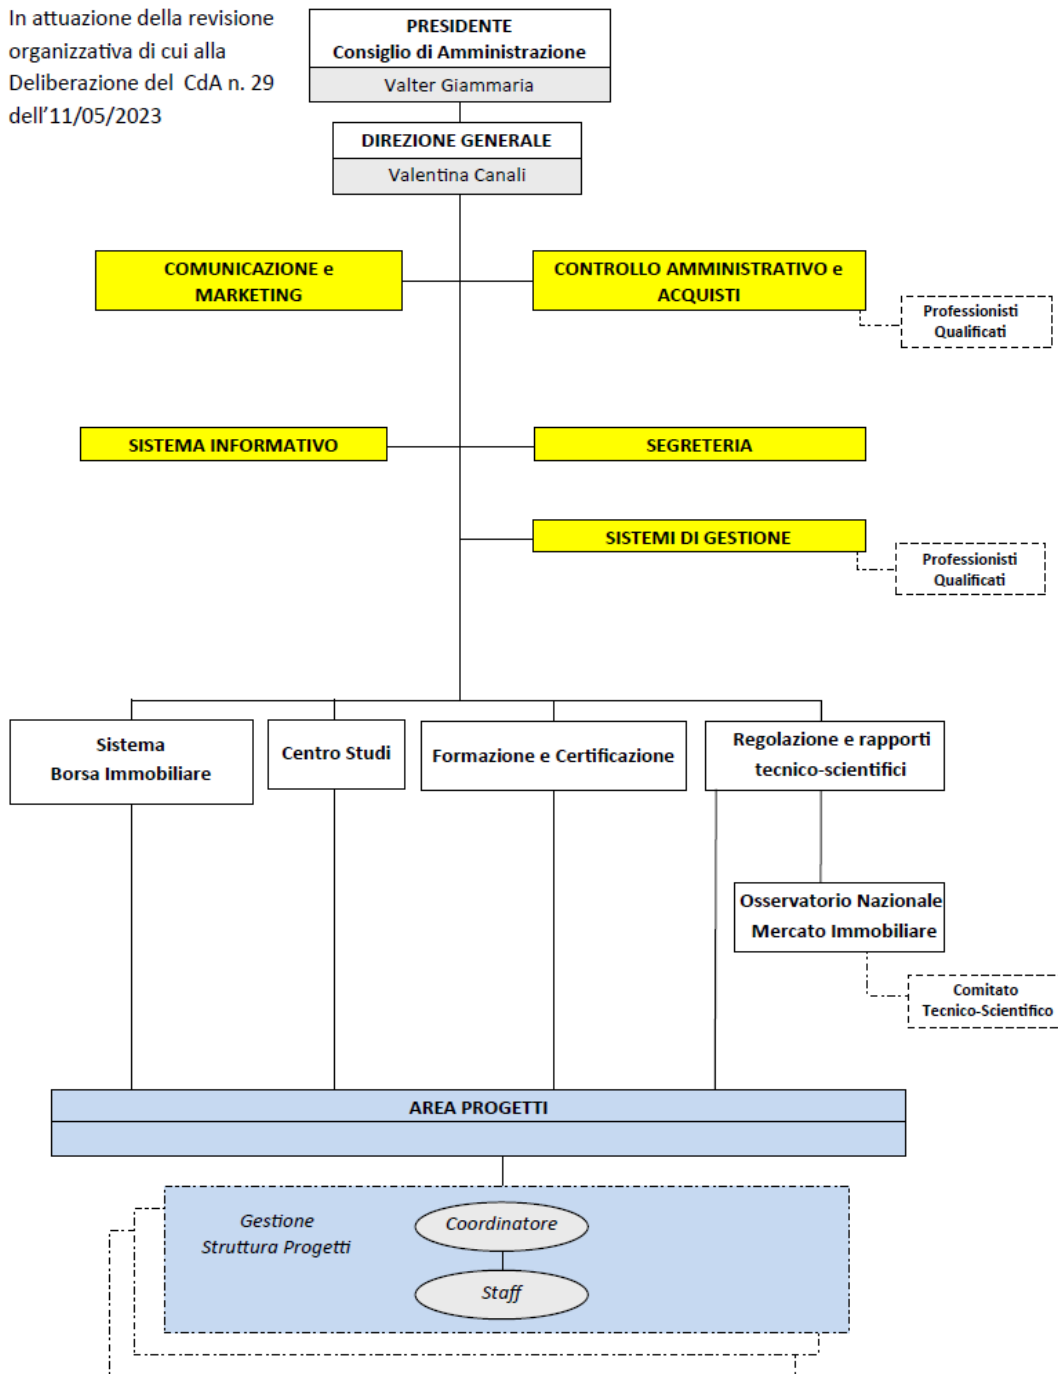 In attuazione della revisione
organizzativa di cui alla
Deliberazione del CdA n. 29
dell'11/05/2023
PRESIDENTE
Consiglio di Amministrazione
Valter Giammaria
DIREZIONE GENERALE
Valentina Canali
COMUNICAZIONE e
MARKETING
CONTROLLO AMMINISTRATIVO e
ACQUISTI
Professionisti
Qualificati
SISTEMA INFORMATIVO
SEGRETERIA
SISTEMI DI GESTIONE
Professionisti
Qualificati
Sistema
Borsa Immobiliare
Centro Studi
Formazione e Certificazione
Regolazione e rapporti
tecnico-scientifici
Osservatorio Nazionale
Mercato Immobiliare
Comitato
Tecnico-Scientifico
AREA PROGETTI
Gestione
Struttura Progetti
Coordinatore
Staff